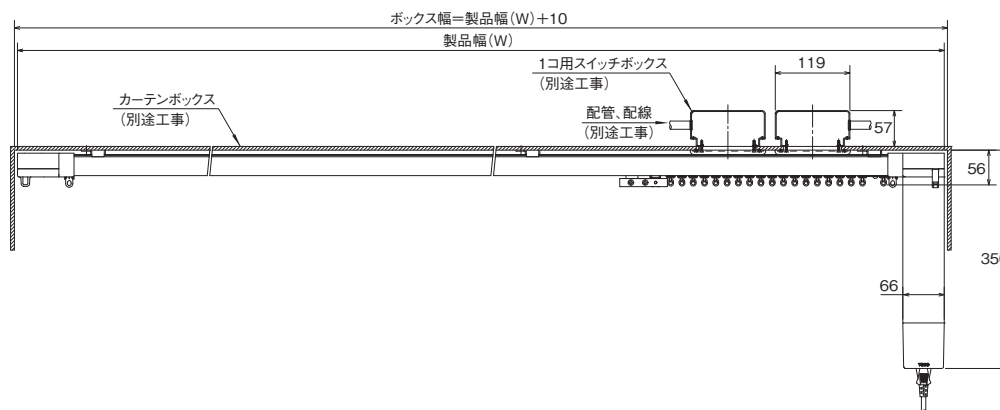 ボックス幅=製品幅(W)+10
製品幅(W)
1コ用スイッチボックス
(別途工事)
119
カーテンボックス
(別途工事)
配管、配線
(別途工事)
57
56
350
66